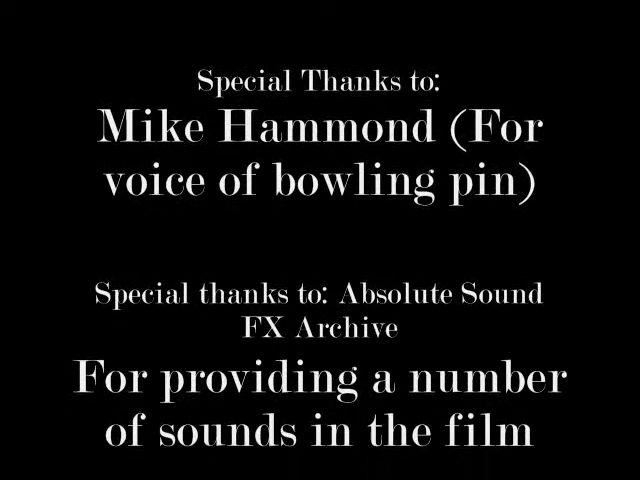 Special Thanks to:
Mike Hammond (For
voice of bowling pin)
Special thanks to: Absolute Sound
FX Archive
For providing a number
of sounds in the film